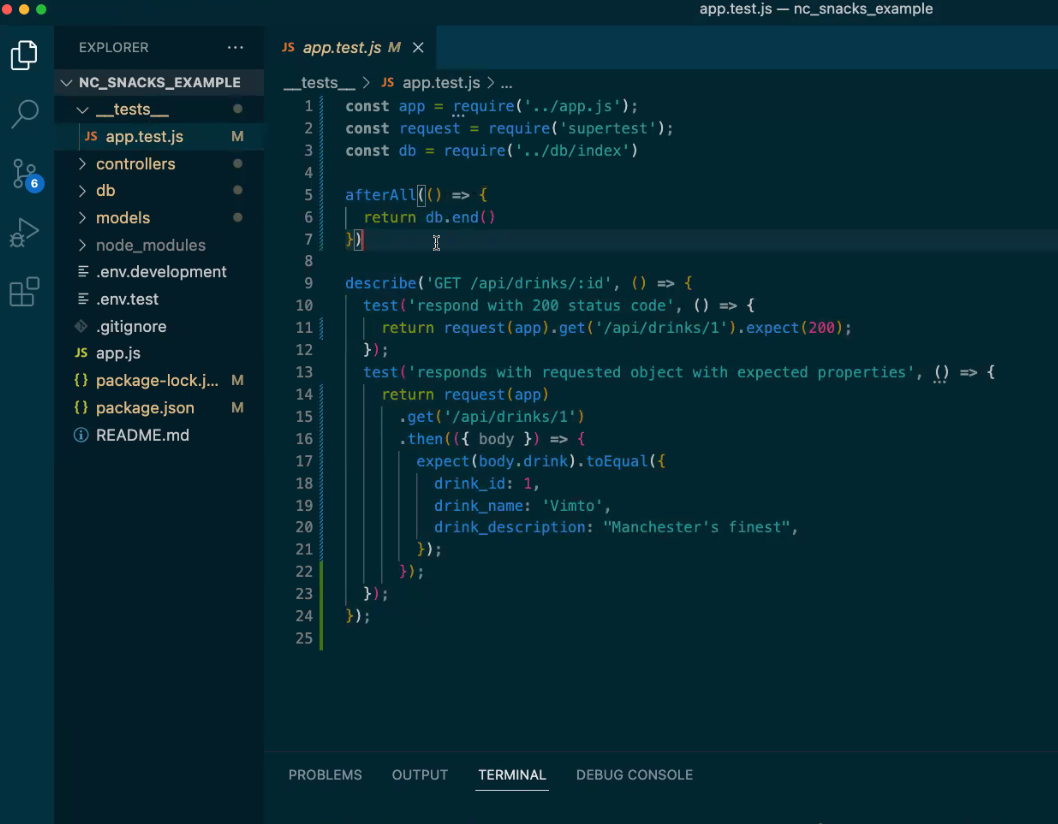 app.test.js — nc_snacks_example
EXPLORER ...
JS app.test.js M ×
NC_SNACKS_EXAMPLE
__tests__
JS app.test.js M
controllers
db
models
node_modules
.env.development
.env.test
.gitignore
JS app.js
{} package-lock.j... M
{} package.json M
README.md
6
__tests__ > JS app.test.js > ...
1 const app = require('../app.js');
2 const request = require('supertest');
3 const db = require('../db/index')
4
5 afterAll(() => {
6   return db.end()
7 })
8
9 describe('GET /api/drinks/:id', () => {
10   test('respond with 200 status code', () => {
11     return request(app).get('/api/drinks/1').expect(200);
12   });
13   test('responds with requested object with expected properties', () => {
14     return request(app)
15       .get('/api/drinks/1')
16       .then(({ body }) => {
17         expect(body.drink).toEqual({
18           drink_id: 1,
19           drink_name: 'Vimto',
20           drink_description: "Manchester's finest",
21         });
22       });
23   });
24 });
25
PROBLEMS OUTPUT TERMINAL DEBUG CONSOLE